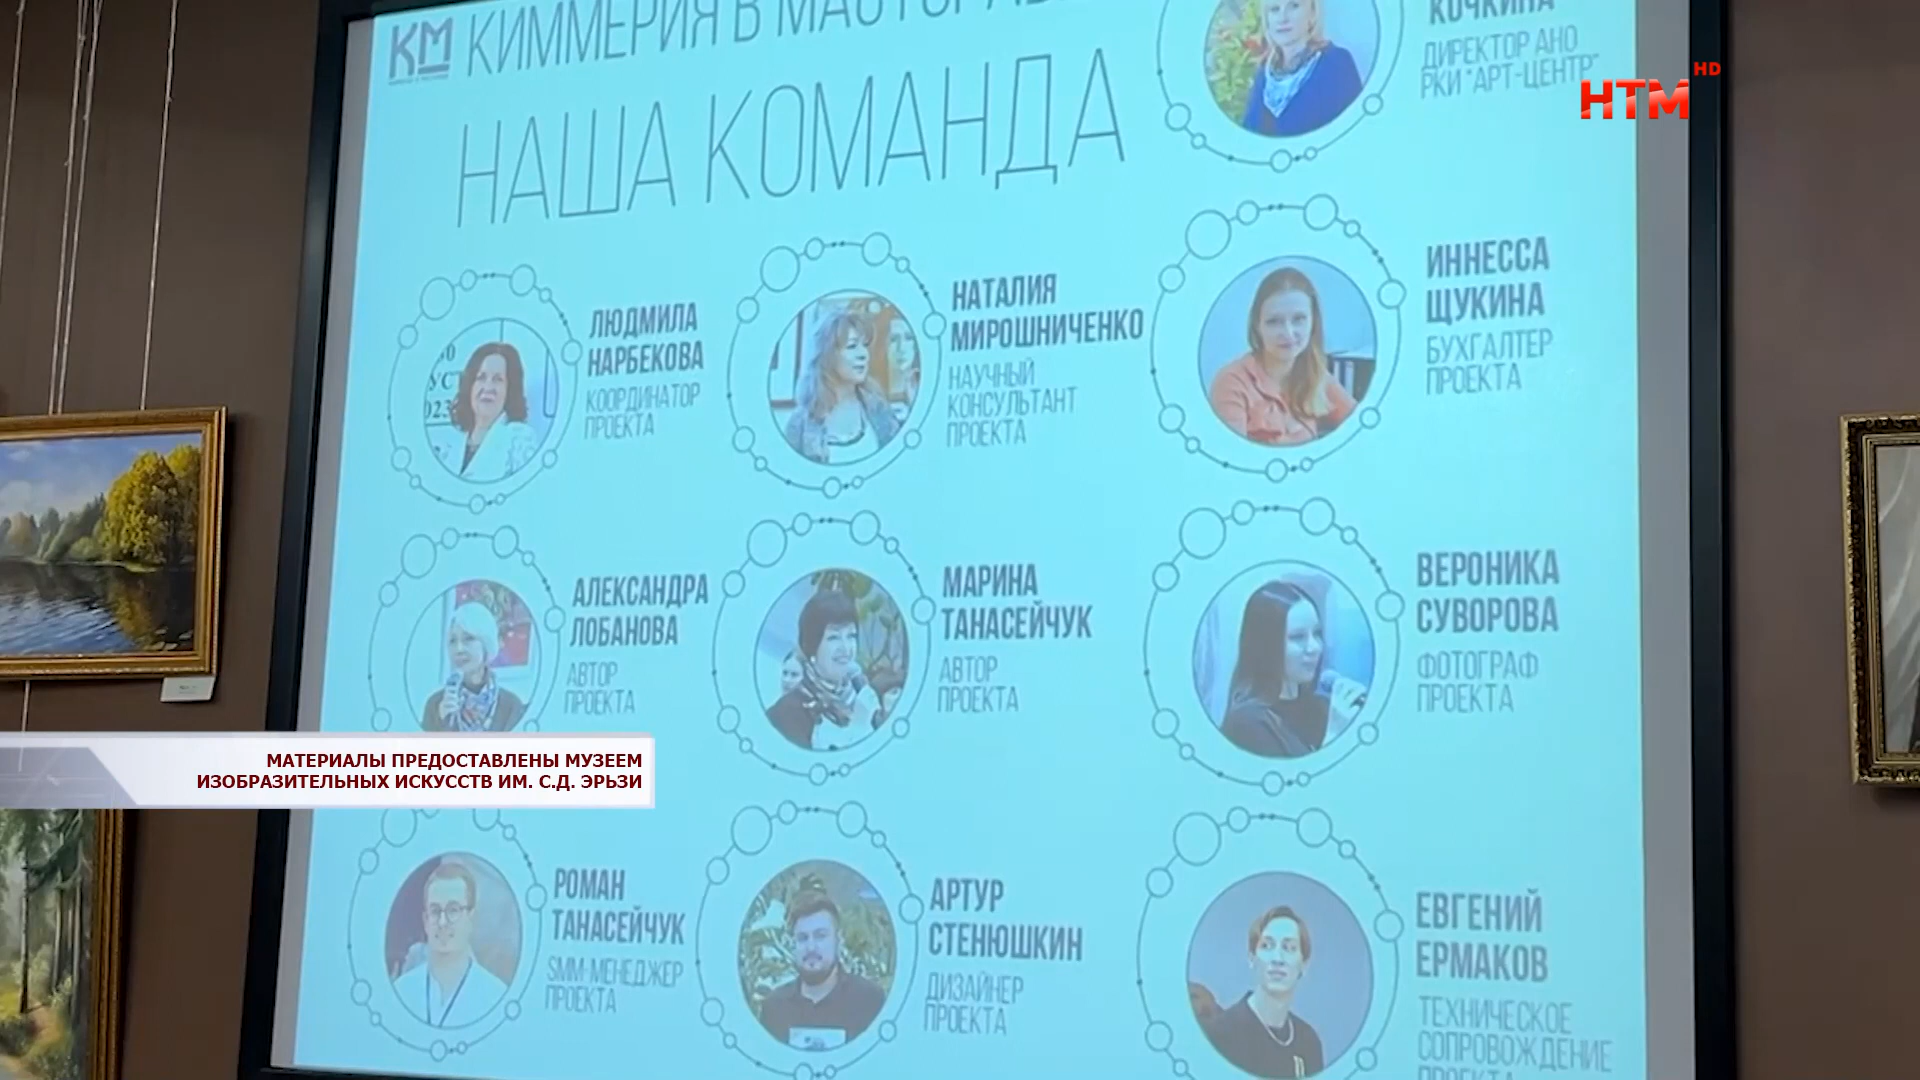 КМ
КИММЕРИЯ В
НАША КОМАНДА
КОЧКИНА
ДИРЕКТОР АНО
РКИ "АРТ-ЦЕНТР"
НТМ HD
ЛЮДМИЛА
НАРБЕКОВА
КООРДИНАТОР
ПРОЕКТА
НАТАЛИЯ
МИРОШНИЧЕНКО
НАУЧНЫЙ
КОНСУЛЬТАНТ
ПРОЕКТА
ИННЕССА
ЩУКИНА
БУХГАЛТЕР
ПРОЕКТА
АЛЕКСАНДРА
ЛОБАНОВА
АВТОР
ПРОЕКТА
МАРИНА
ТАНАСЕЙЧУК
АВТОР
ПРОЕКТА
ВЕРОНИКА
СУВОРОВА
ФОТОГРАФ
ПРОЕКТА
МАТЕРИАЛЫ ПРЕДОСТАВЛЕНЫ МУЗЕЕМ
ИЗОБРАЗИТЕЛЬНЫХ ИСКУССТВ ИМ. С.Д. ЭРЬЗИ
РОМАН
ТАНАСЕЙЧУК
SMM-МЕНЕДЖЕР
ПРОЕКТА
АРТУР
СТЕНЮШКИН
ДИЗАЙНЕР
ПРОЕКТА
ЕВГЕНИЙ
ЕРМАКОВ
ТЕХНИЧЕСКОЕ
СОПРОВОЖДЕНИЕ
ПРОЕКТА